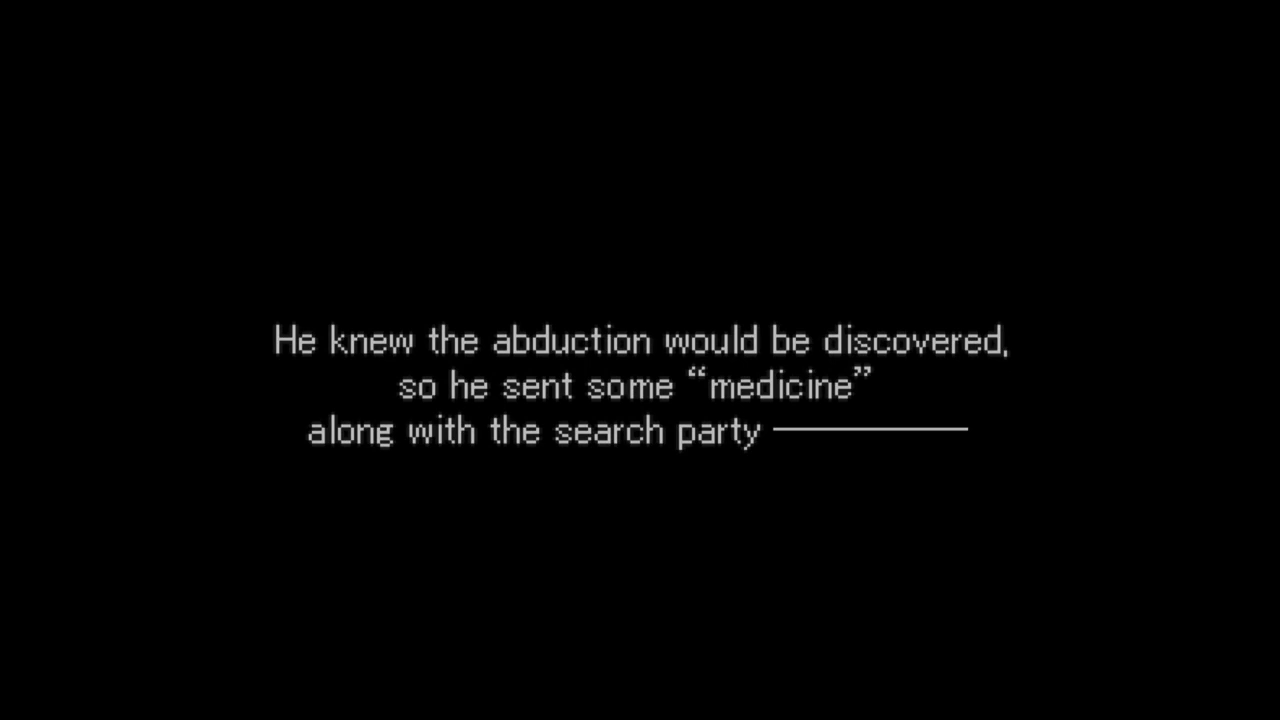 He knew the abduction would be discovered,
so he sent some “medicine”
along with the search party ————